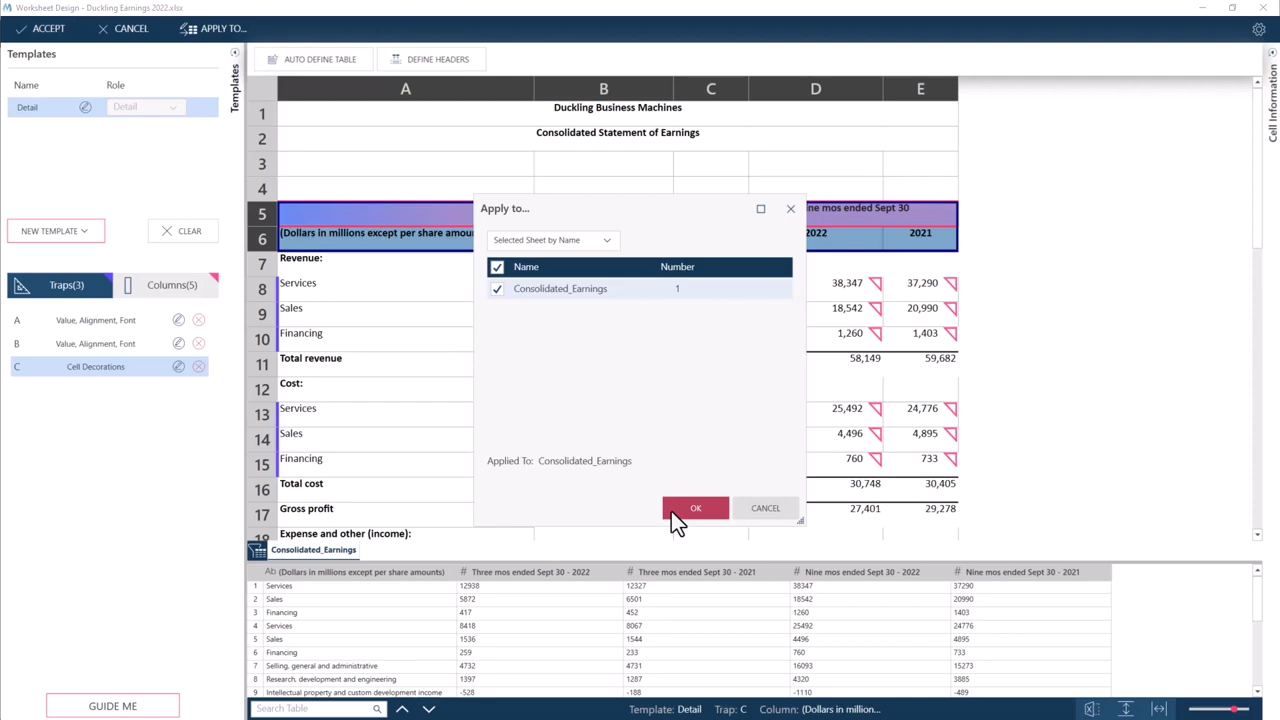 Worksheet Design - Duckling Earnings 2022.xlsx
ACCEPT CANCEL APPLY TO...
Templates
Name Role
Detail Detail
NEW TEMPLATE CLEAR
Traps(3) Columns(5)
A Value, Alignment, Font
B Value, Alignment, Font
C Cell Decorations
GUIDE ME
Templates
AUTO DEFINE TABLE DEFINE HEADERS
Cell Information
A B C D E
1 Duckling Business Machines
2 Consolidated Statement of Earnings
3
4
5 ine mos ended Sept 30
6 (Dollars in millions except per share amoun 2022 2021
7 Revenue:
8 Services 38,347 37,290
9 Sales 18,542 20,990
10 Financing 1,260 1,403
11 Total revenue 58,149 59,682
12 Cost:
13 Services 25,492 24,776
14 Sales 4,496 4,895
15 Financing 760 733
16 Total cost 30,748 30,405
17 Gross profit 27,401 29,278
18 Expense and other (income):
Apply to...
Selected Sheet by Name
Name Number
Consolidated_Earnings 1
Applied To: Consolidated_Earnings
OK CANCEL
Consolidated_Earnings
Ab (Dollars in millions except per share amounts) # Three mos ended Sept 30 - 2022 # Three mos ended Sept 30 - 2021 # Nine mos ended Sept 30 - 2022 # Nine mos ended Sept 30 - 2021
1 Services 12938 12327 38347 37290
2 Sales 5872 6501 18542 20990
3 Financing 417 452 1260 1403
4 Services 8418 8067 25492 24776
5 Sales 1536 1544 4496 4895
6 Financing 259 233 760 733
7 Selling, general and administrative 4732 4731 16093 15273
8 Research, development and engineering 1397 1287 4320 3885
9 Intellectual property and custom development income -528 -188 -1110 -489
Search Table Template: Detail Trap: C Column: (Dollars in million...